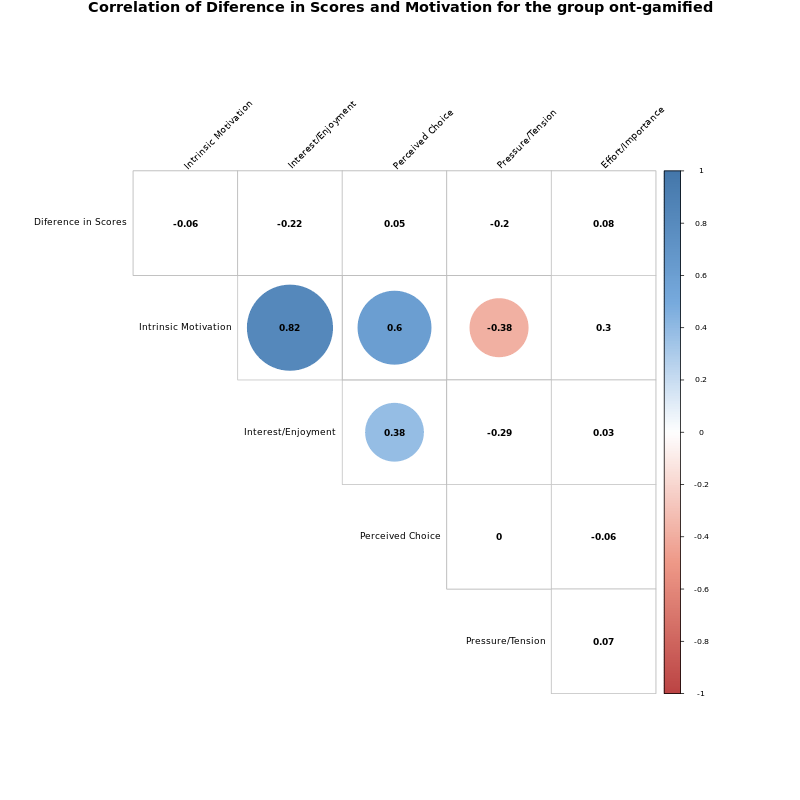 Correlation of Diference in Scores and Motivation for the group ont-gamified
Intrinsic Motivation
Interest/Enjoyment
Perceived Choice
Pressure/Tension
Effort/Importance
Diference in Scores -0.06 -0.22 0.05 -0.2 0.08
Intrinsic Motivation 0.82 0.6 -0.38 0.3
Interest/Enjoyment 0.38 -0.29 0.03
Perceived Choice 0 -0.06
Pressure/Tension 0.07
1
0.8
0.6
0.4
0.2
0
-0.2
-0.4
-0.6
-0.8
-1